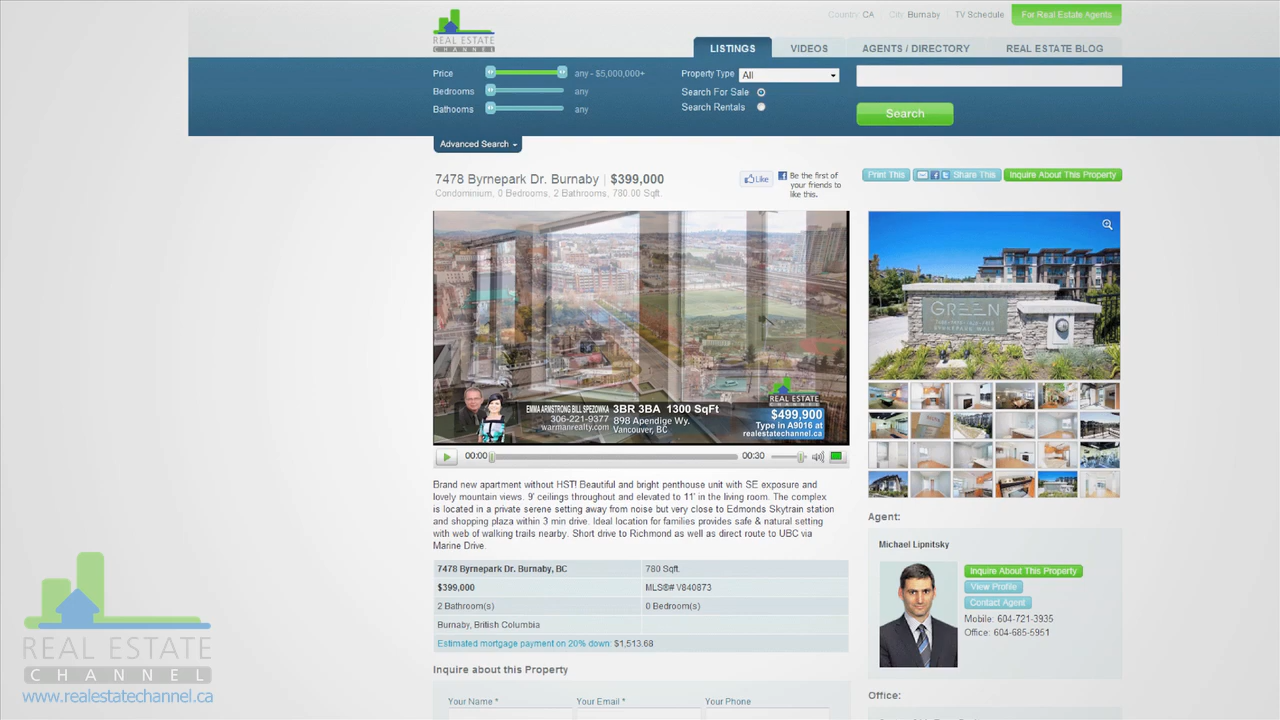 REAL ESTATE
CHANNEL
Country CA
City Burnaby
TV Schedule
For Real Estate Agents
LISTINGS
VIDEOS
AGENTS / DIRECTORY
REAL ESTATE BLOG
Price
any - $5,000,000+
Bedrooms
any
Bathooms
any
Property Type
All
Search For Sale
Search Rentals
Search
Advanced Search
7478 Byrnepark Dr. Burnaby | $399,000
Condominium, 0 Bedrooms, 2 Bathrooms, 780.00 Sqft.
Like
Be the first of
your friends to
like this.
Print This
Share This
Inquire About This Property
EMMA ARMSTRONG BILL SPEZOWKA
306-221-9377
warmanrealty.com
3BR 3BA 1300 SqFt
898 Apendige Wy.
Vancouver, BC
REAL ESTATE
$499,900
Type in A9016 at
realestatechannel.ca
GREEN
00:00
00:30
Brand new apartment without HST! Beautiful and bright penthouse unit with SE exposure and
lovely mountain views. 9' ceilings throughout and elevated to 11' in the living room. The complex
is located in a private serene setting away from noise but very close to Edmonds Skytrain station
and shopping plaza within 3 min drive. Ideal location for families provides safe & natural setting
with web of walking trails nearby. Short drive to Richmond as well as direct route to UBC via
Marine Drive.
7478 Byrnepark Dr. Burnaby, BC
780 Sqft.
$399,000
MLS®# V840873
2 Bathroom(s)
0 Bedroom(s)
Burnaby, British Columbia
Estimated mortgage payment on 20% down: $1,513.68
Inquire about this Property
Your Name *
Your Email *
Your Phone
Agent:
Michael Lipnitsky
Inquire About This Property
View Profile
Contact Agent
Mobile: 604-721-3935
Office: 604-685-5951
Office:
REAL ESTATE
CHANNEL
www.realestatechannel.ca